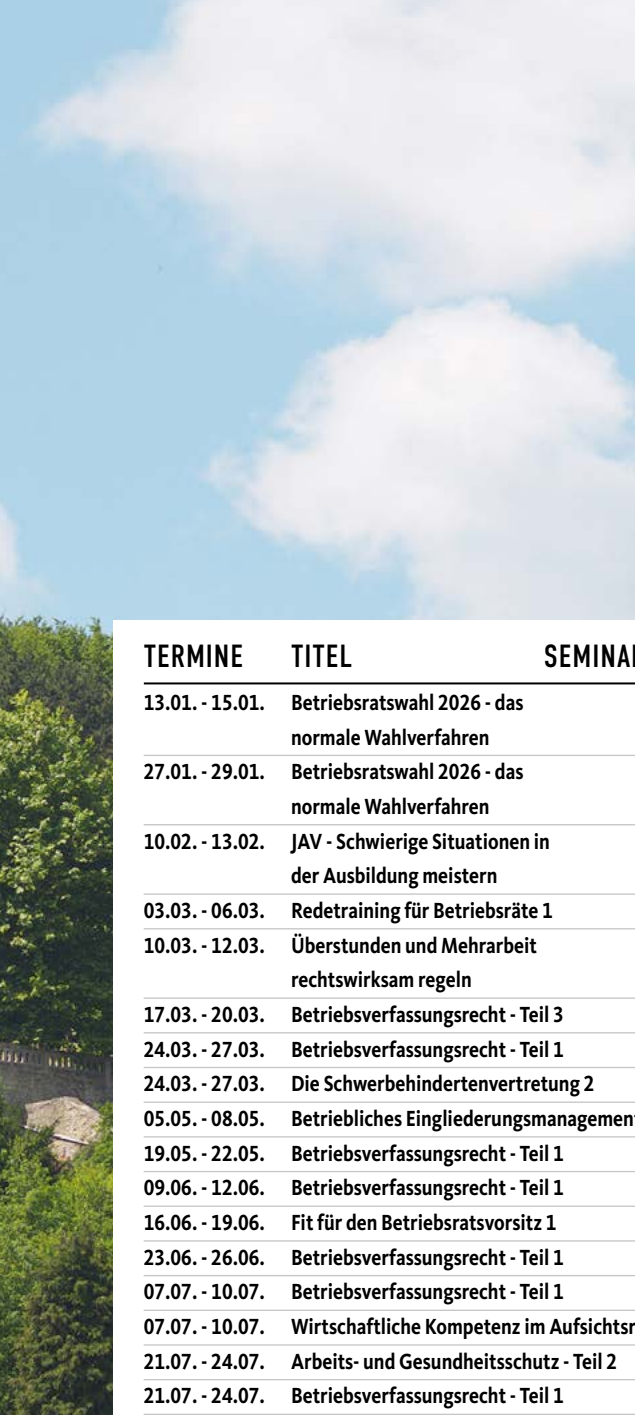 TERMINE TITEL
13.01. - 15.01. Betriebsratswahl 2026 - das
normale Wahlverfahren
27.01. - 29.01. Betriebsratswahl 2026 - das
normale Wahlverfahren
10.02. - 13.02. JAV - Schwierige Situationen in
der Ausbildung meistern
03.03. - 06.03. Redetraining für Betriebsräte 1
10.03. - 12.03. Überstunden und Mehrarbeit
rechtswirksam regeln
17.03. - 20.03. Betriebsverfassungsrecht - Teil 3
24.03. - 27.03. Betriebsverfassungsrecht - Teil 1
24.03. - 27.03. Die Schwerbehindertenvertretung 2
05.05. - 08.05. Betriebliches Eingliederungsmanagement
19.05. - 22.05. Betriebsverfassungsrecht - Teil 1
09.06. - 12.06. Betriebsverfassungsrecht - Teil 1
16.06. - 19.06. Fit für den Betriebsratsvorsitz 1
23.06. - 26.06. Betriebsverfassungsrecht - Teil 1
07.07. - 10.07. Betriebsverfassungsrecht - Teil 1
07.07. - 10.07. Wirtschaftliche Kompetenz im
21.07. - 24.07. Arbeits- und Gesundheitsschutz - Teil 2
21.07. - 24.07. Betriebsverfassungsrecht - Teil 1